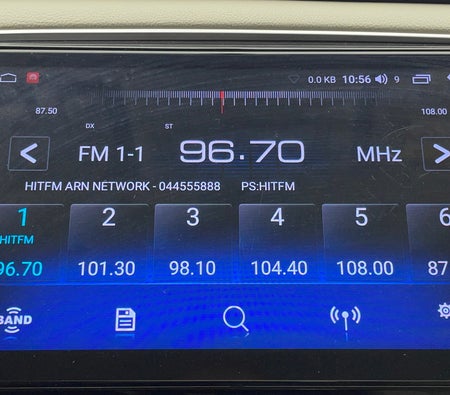 0.0 KB 10:56 9
87.50 108.00
DX ST
FM 1-1 96.70 MHz
HITFM ARN NETWORK - 044555888 PS:HITFM
1 2 3 4 5 6
HITFM
96.70 101.30 98.10 104.40 108.00 87
BAND